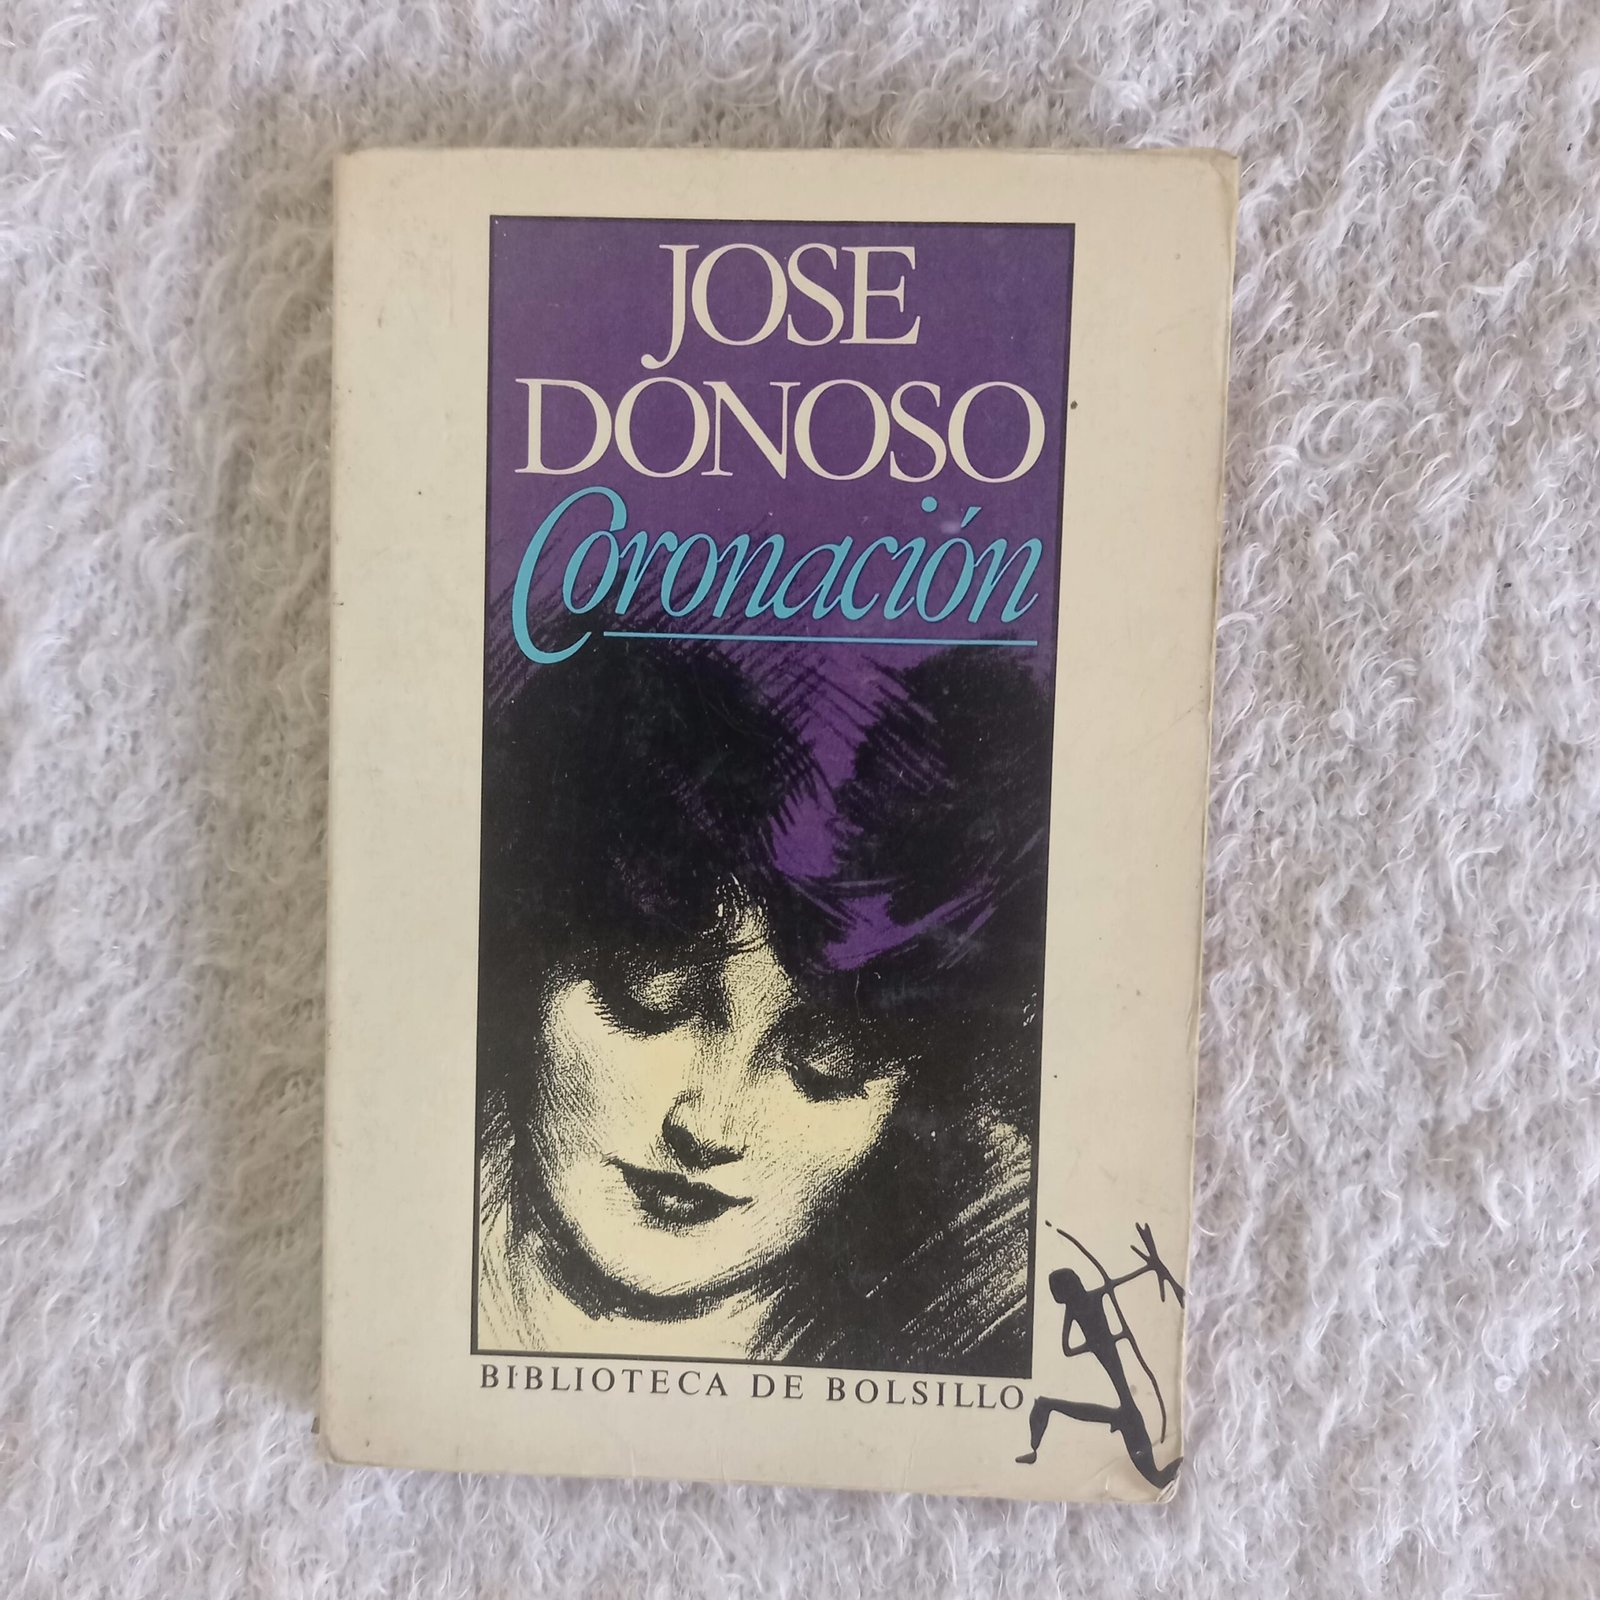 JOSE
DONOSO
Coronación
BIBLIOTECA DE BOLSILLO